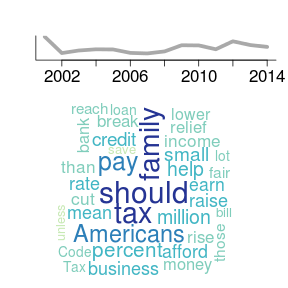 2002 2006 2010 2014
reach loan
bank break lower
relief
credit family income
save small lot
than pay help fair
rate should earn
cut raise
unless mean tax million bill
Americans rise those
Code percent afford
Tax business money